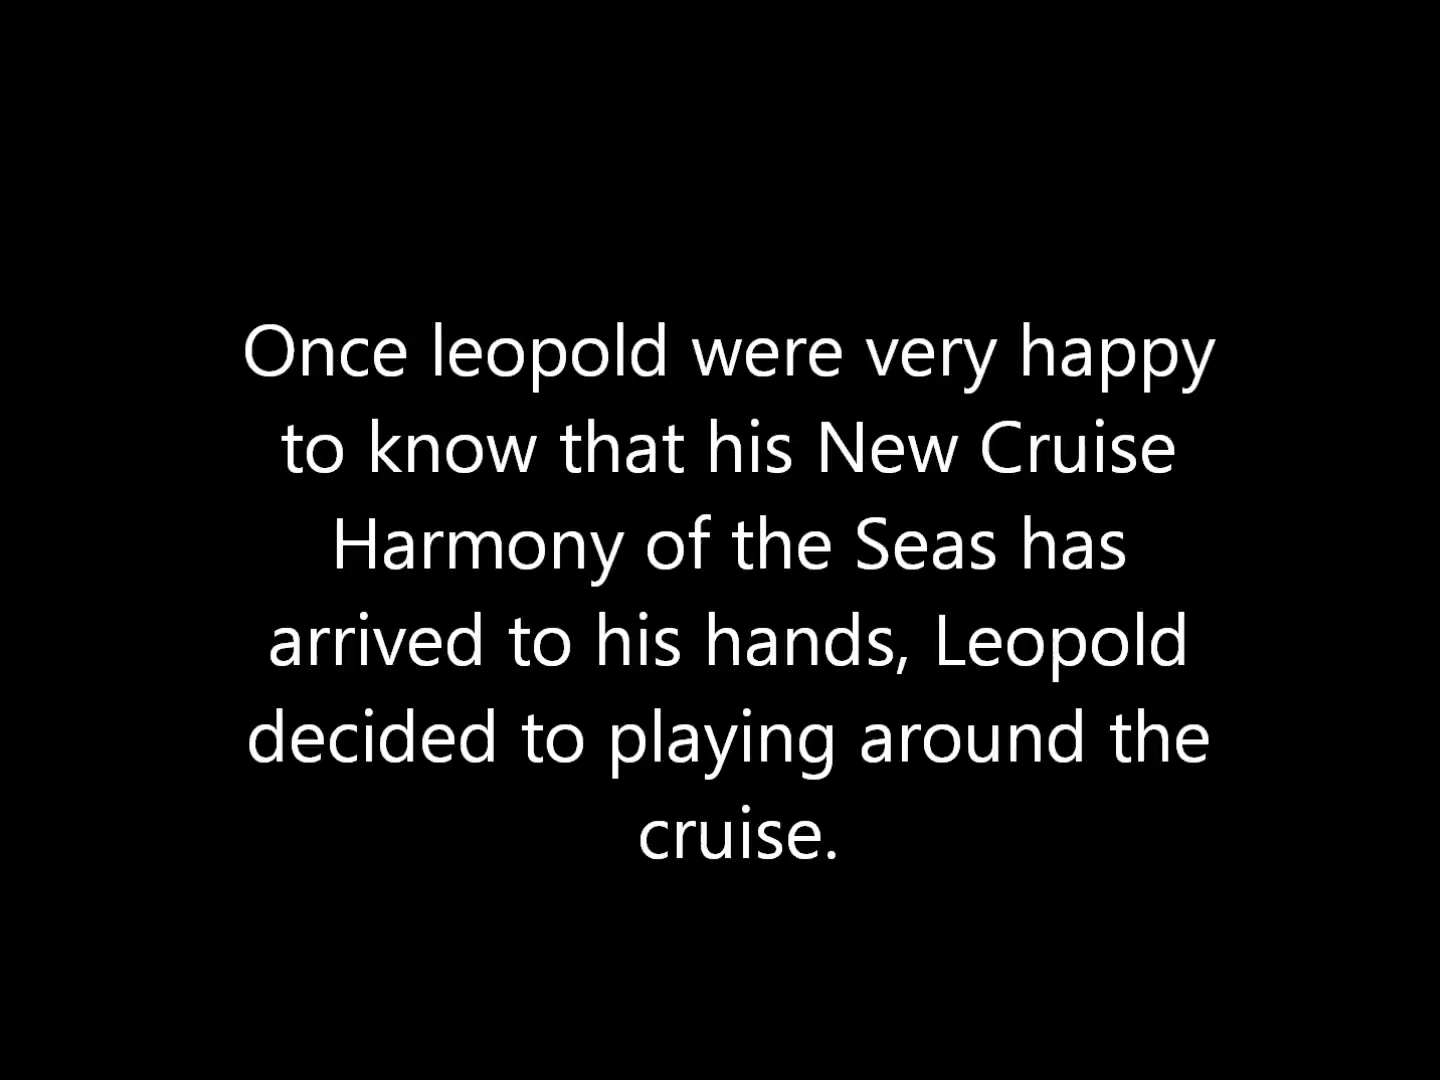 Once leopold were very happy
to know that his New Cruise
Harmony of the Seas has
arrived to his hands, Leopold
decided to playing around the
cruise.